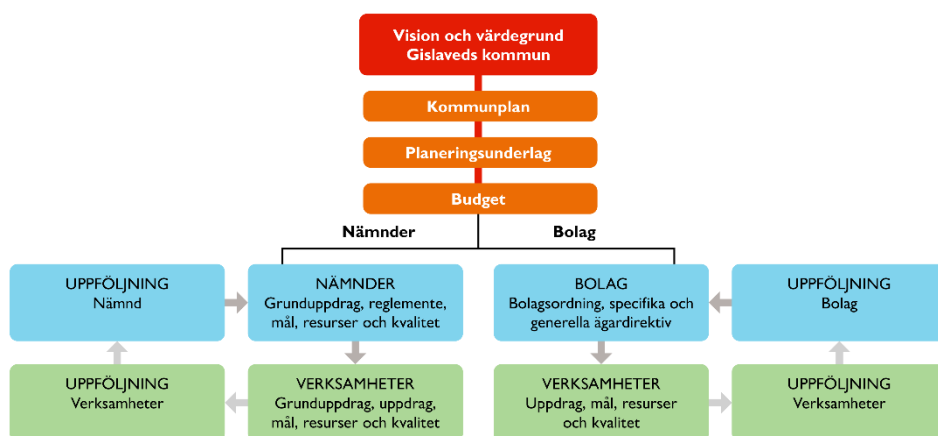 Vision och värdegrund
Gislaveds kommun
Kommunplan
Planeringsunderlag
Budget
Nämnder
Bolag
UPPFÖLJNING
Nämnd
NÄMNDER
Grunduppdrag, reglemente,
mål, resurser och kvalitet
BOLAG
Bolagsordning, specifika och
generella ägardirektiv
UPPFÖLJNING
Bolag
UPPFÖLJNING
Verksamheter
VERKSAMHETER
Grunduppdrag, uppdrag,
mål, resurser och kvalitet
VERKSAMHETER
Uppdrag, mål, resurser
och kvalitet
UPPFÖLJNING
Verksamheter